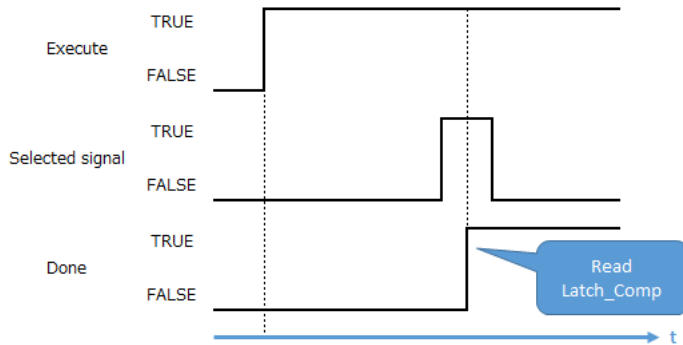 TRUE
Execute
FALSE
TRUE
Selected signal
FALSE
TRUE
Done
FALSE
Read
Latch_Comp
t